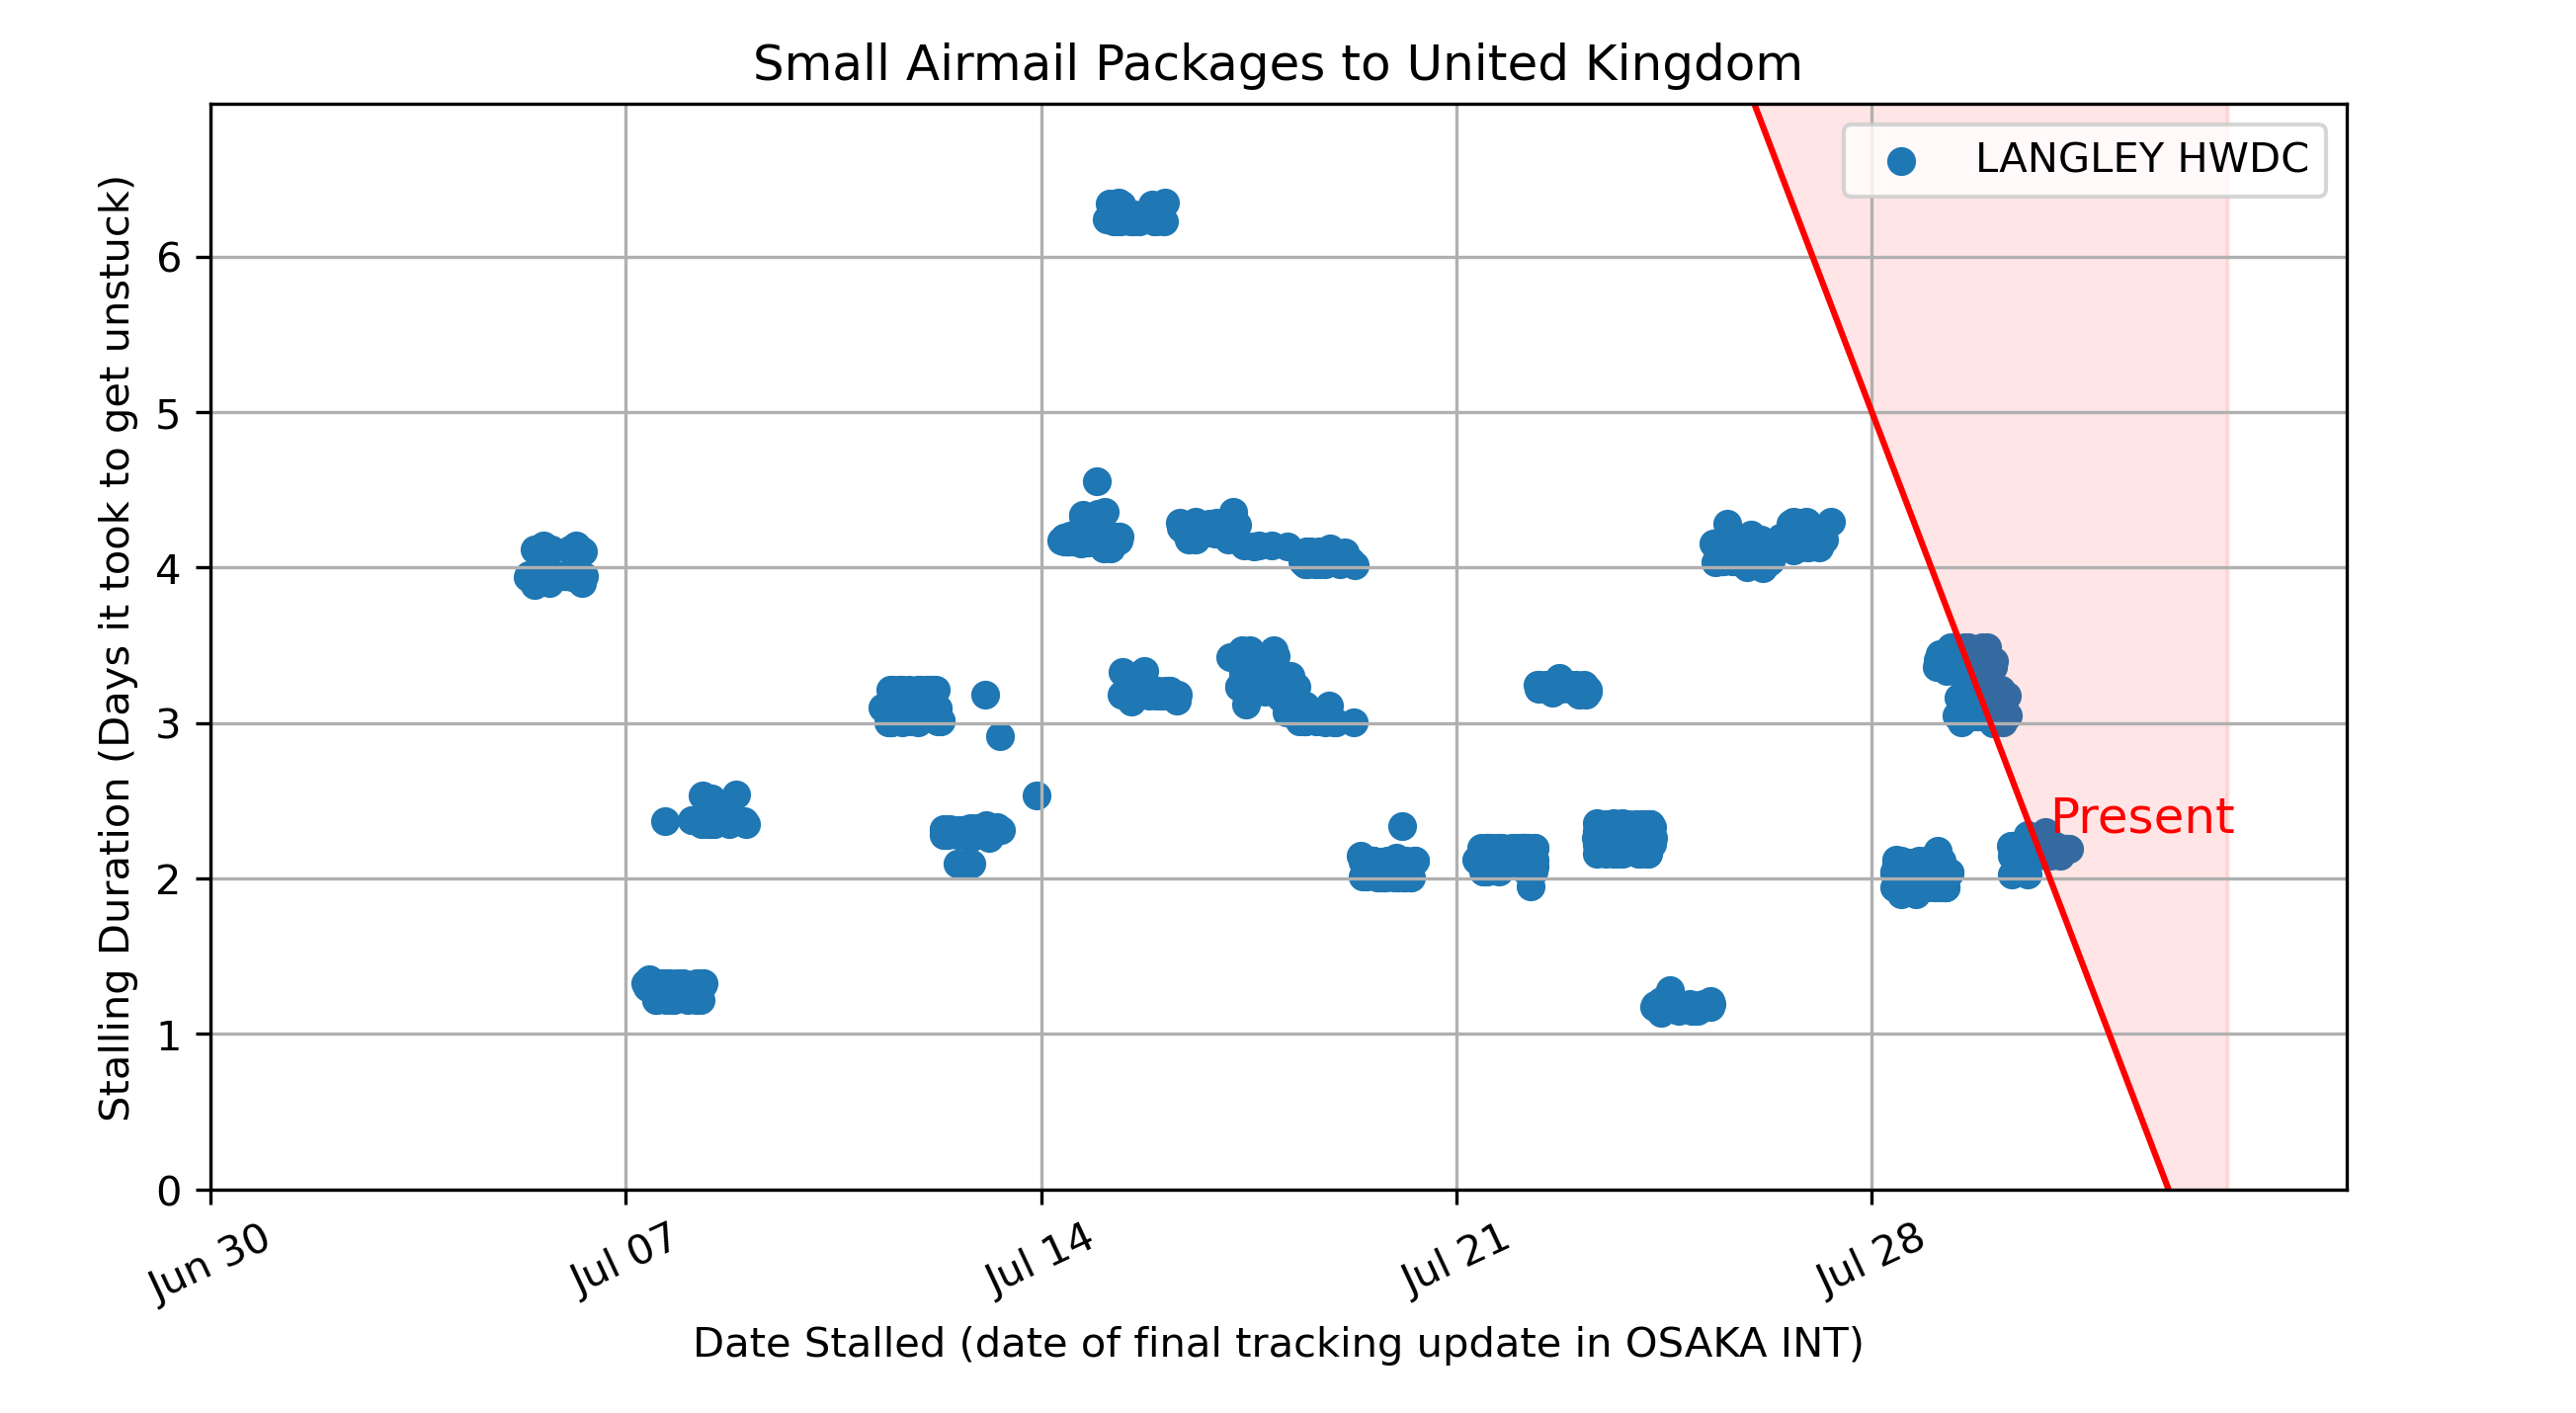 Small Airmail Packages to United Kingdom
LANGLEY HWDC
Stalling Duration (Days it took to get unstuck)
6
5
4
3
2
1
0
Present
Jun 30
Jul 07
Jul 14
Jul 21
Jul 28
Date Stalled (date of final tracking update in OSAKA INT)